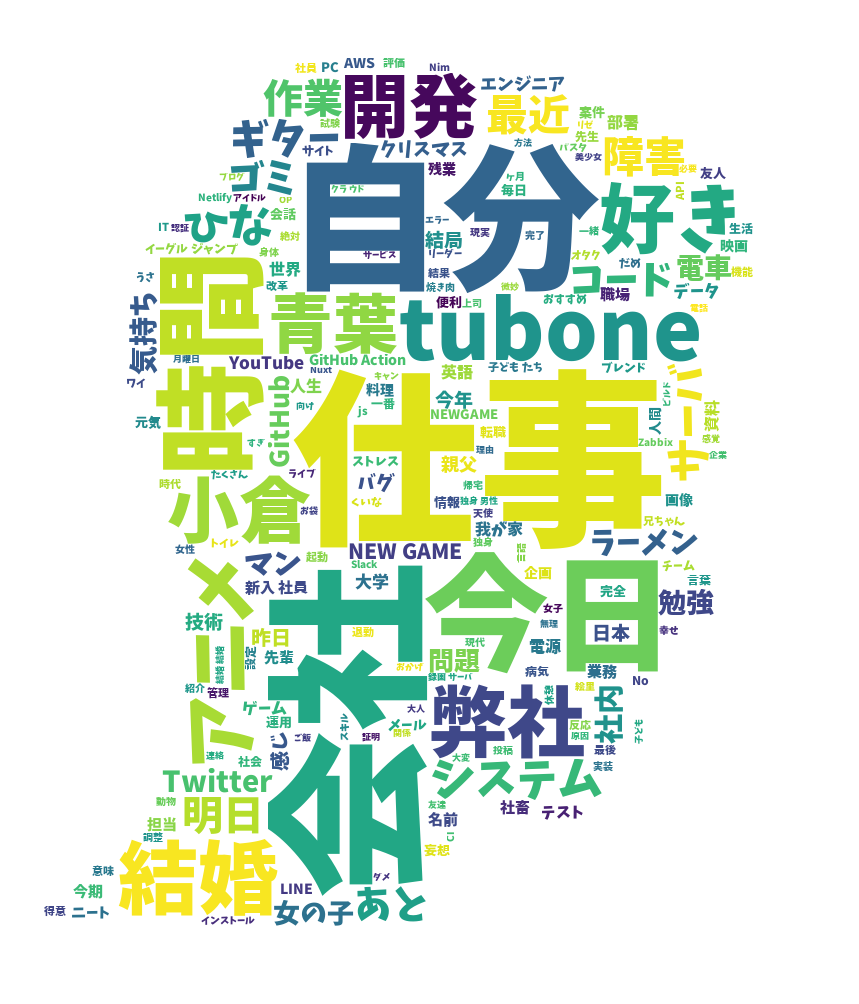 社員
PC
AWS
評価
Nim
作業
開発
最近
エンジニア
試験
案件
リゼ
部署
ギター
サイト
クリスマス
方法
先生
パスタ
美少女
障害
必要
友人
ゴミ
ブログ
クラウド
残業
ヶ月
毎日
自分
好き
API
Netlify
アイドル
OP
ひな
会話
IT
認証
絶対
エラー
結局
現実
完了
一緒
生活
映画
イーグル ジャンプ
身体
サービス
リーダー
オタク
だめ
電車
機能
うさ
世界
改革
結果
焼き肉
微妙
コード
職場
データ
時間
気持ち
青葉
便利
上司
おすすめ
電話
tubone
月曜日
YouTube
GitHub Action
Nuxt
キャン
英語
子ども たち
ブレンド
ワイ
人生
料理
仕事
サーバ
ビルド
元気
GitHub
向け
js
一番
今年
NEWGAME
人間
資料
感覚
すぎ
転職
理由
Zabbix
企業
たくさん
ライブ
ストレス
親父
時代
バグ
帰宅
小倉
お袋
くいな
情報
独身 男性
天使
画像
我が家
兄ちゃん
女性
トイレ
NEW GAME
独身
ラーメン
マン
起動
Slack
企画
チーム
アニメ
新入 社員
大学
今日
完全
言葉
勉強
技術
昨日
退勤
女子
無理
日本
幸せ
会社
結婚 結婚
設定
先輩
現代
問題
電源
おかげ
録画 サーバ
病気
業務
No
紹介
管理
弊社
休憩
絵里
社内
ゲーム
大人
運用
スキル
メール
反応
子ども
感じ
ご飯
証明
関係
原因
連絡
社会
投稿
最後
大変
実装
Twitter
システム
動物
明日
友達
社畜
テスト
担当
名前
調整
CI
妄想
結婚
意味
ダメ
今期
LINE
得意
ニート
インストール
女の子
あと